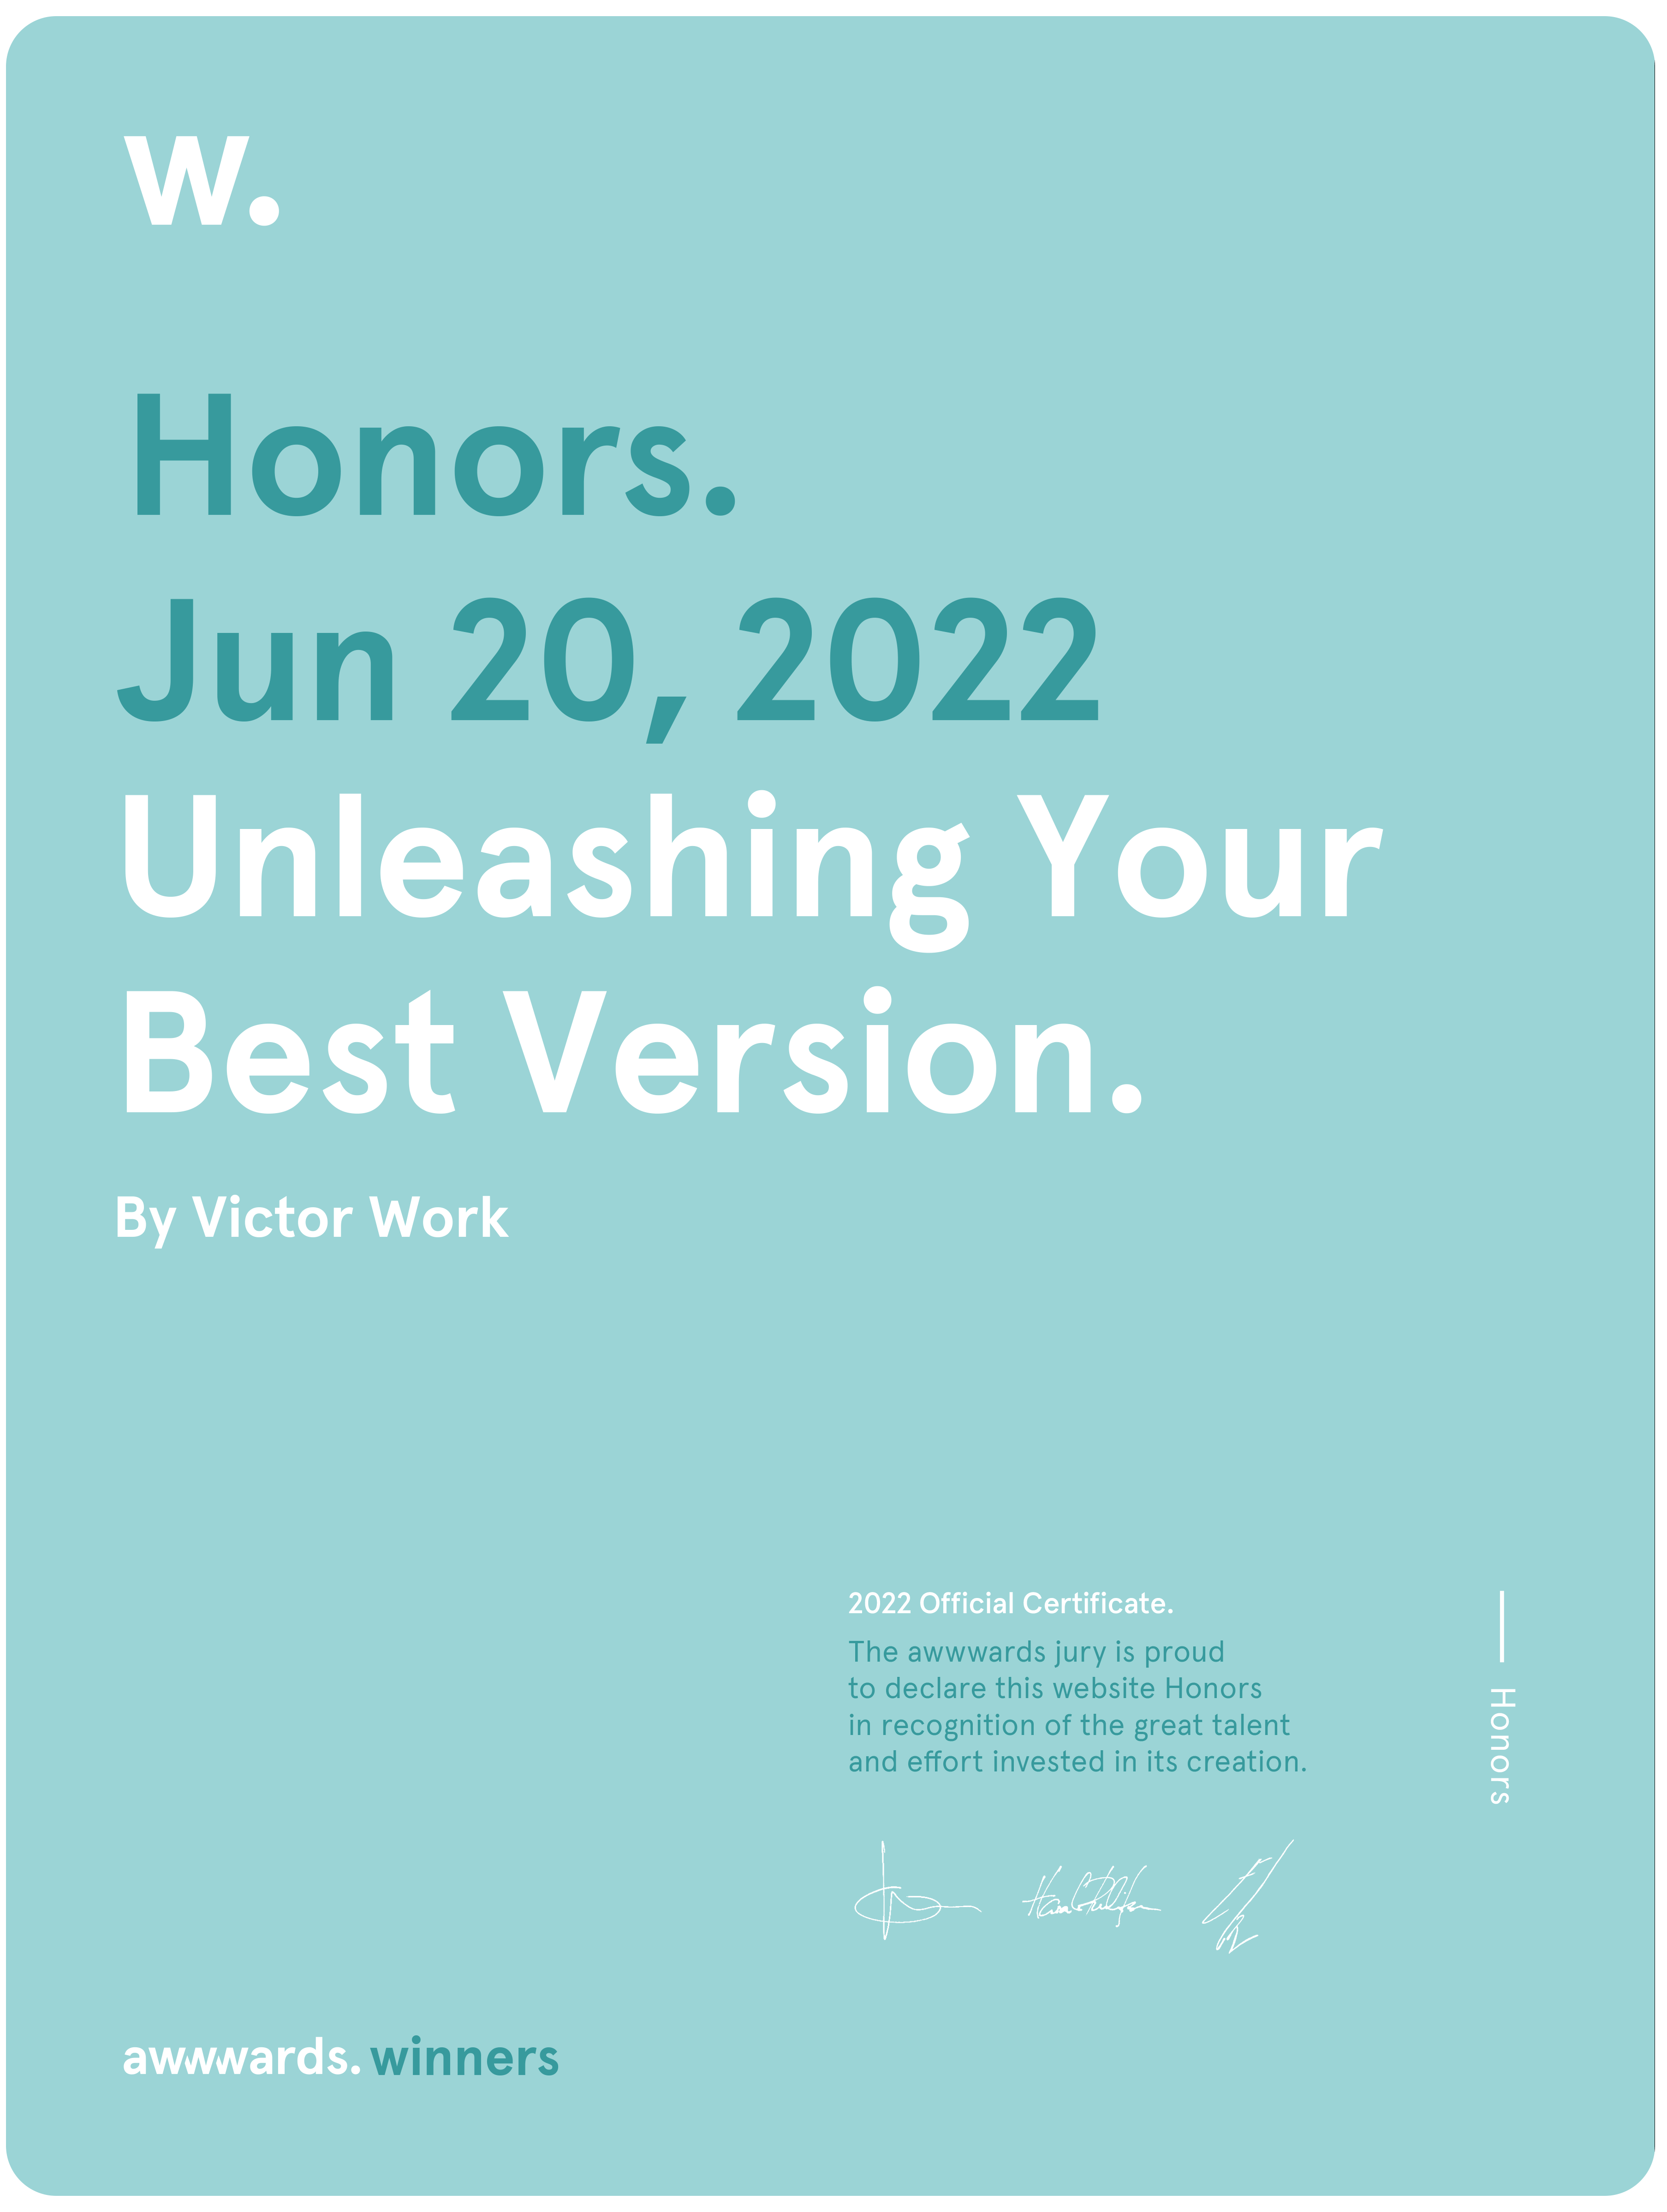 W.
Honors.
Jun 20, 2022
Unleashing Your
Best Version.
By Victor Work
2022 Official Certificate.
The awwwards jury is proud
to declare this website Honors
in recognition of the great talent
and effort invested in its creation.
Honors
awwwards. winners